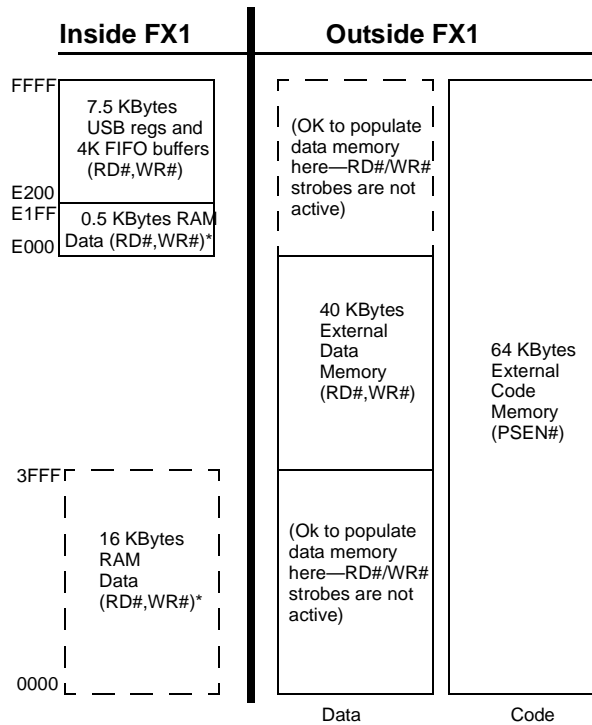 Inside FX1
Outside FX1
FFFF
7.5 KBytes
USB regs and
4K FIFO buffers
(RD#,WR#)
E200
E1FF
0.5 KBytes RAM
Data (RD#,WR#)*
E000
(OK to populate
data memory
here—RD#/WR#
strobes are not
active)
40 KBytes
External
Data
Memory
(RD#,WR#)
64 KBytes
External
Code
Memory
(PSEN#)
3FFF
16 KBytes
RAM
Data
(RD#,WR#)*
(Ok to populate
data memory
here—RD#/WR#
strobes are not
active)
0000
Data
Code